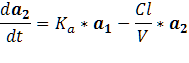 da₂/dt = Kₐ * a₁ − Cl/V * a₂